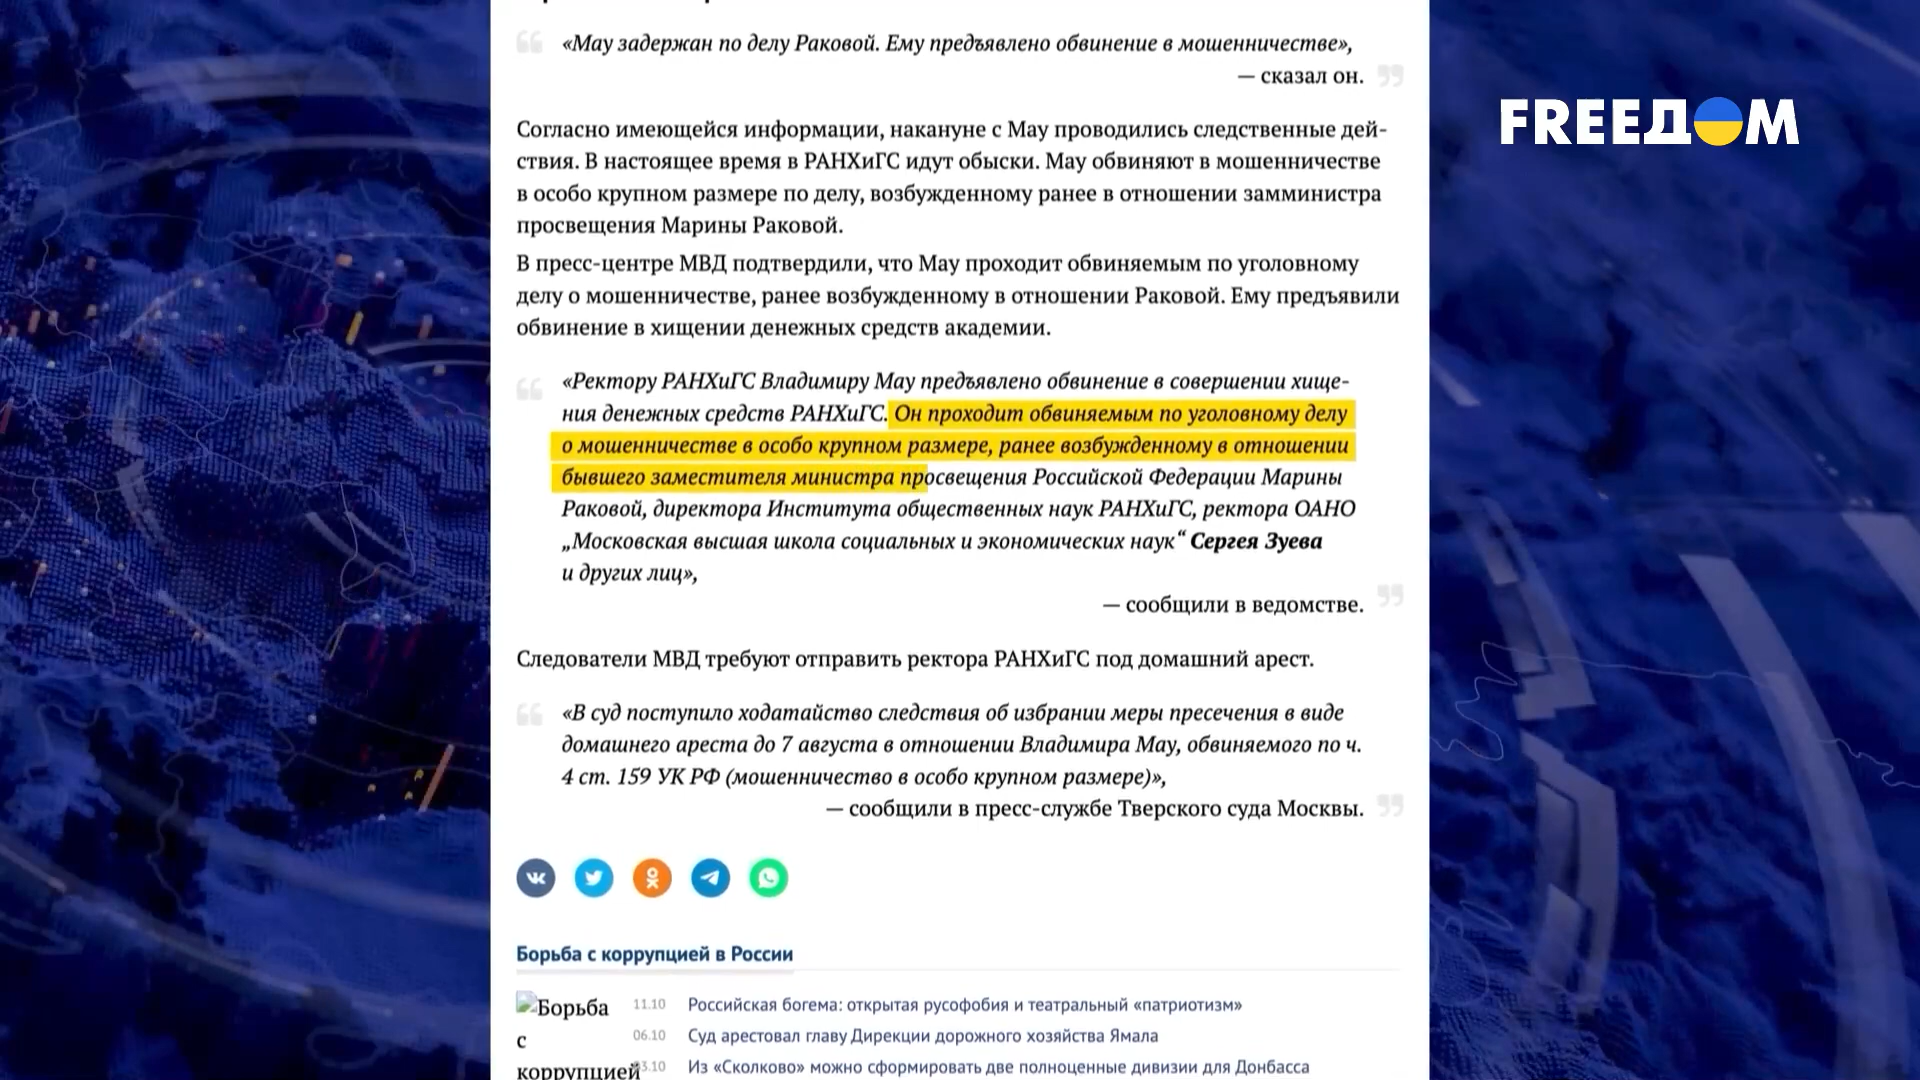 «Мау задержан по делу Раковой. Ему предъявлено обвинение в мошенничестве»,
— сказал он.
FREEДОМ
Согласно имеющейся информации, накануне с Мау проводились следственные дей-
ствия. В настоящее время в РАНХиГС идут обыски. Мау обвиняют в мошенничестве
в особо крупном размере по делу, возбужденному ранее в отношении замминистра
просвещения Марины Раковой.
В пресс-центре МВД подтвердили, что Мау проходит обвиняемым по уголовному
делу о мошенничестве, ранее возбужденному в отношении Раковой. Ему предъявили
обвинение в хищении денежных средств академии.
«Ректору РАНХиГС Владимиру Мау предъявлено обвинение в совершении хище-
ния денежных средств РАНХиГС. Он проходит обвиняемым по уголовному делу
о мошенничестве в особо крупном размере, ранее возбужденному в отношении
бывшего заместителя министра просвещения Российской Федерации Марины
Раковой, директора Института общественных наук РАНХиГС, ректора ОАНО
„Московская высшая школа социальных и экономических наук“ Сергея Зуева
и других лиц»,
— сообщили в ведомстве.
Следователи МВД требуют отправить ректора РАНХиГС под домашний арест.
«В суд поступило ходатайство следствия об избрании меры пресечения в виде
домашнего ареста до 7 августа в отношении Владимира Мау, обвиняемого по ч.
4 ст. 159 УК РФ (мошенничество в особо крупном размере)»,
— сообщили в пресс-службе Тверского суда Москвы.
Борьба с коррупцией в России
Борьба
с
коррупцией
11.10 Российская богема: открытая русофобия и театральный «патриотизм»
06.10 Суд арестовал главу Дирекции дорожного хозяйства Ямала
3.10 Из «Сколково» можно сформировать две полноценные дивизии для Донбасса